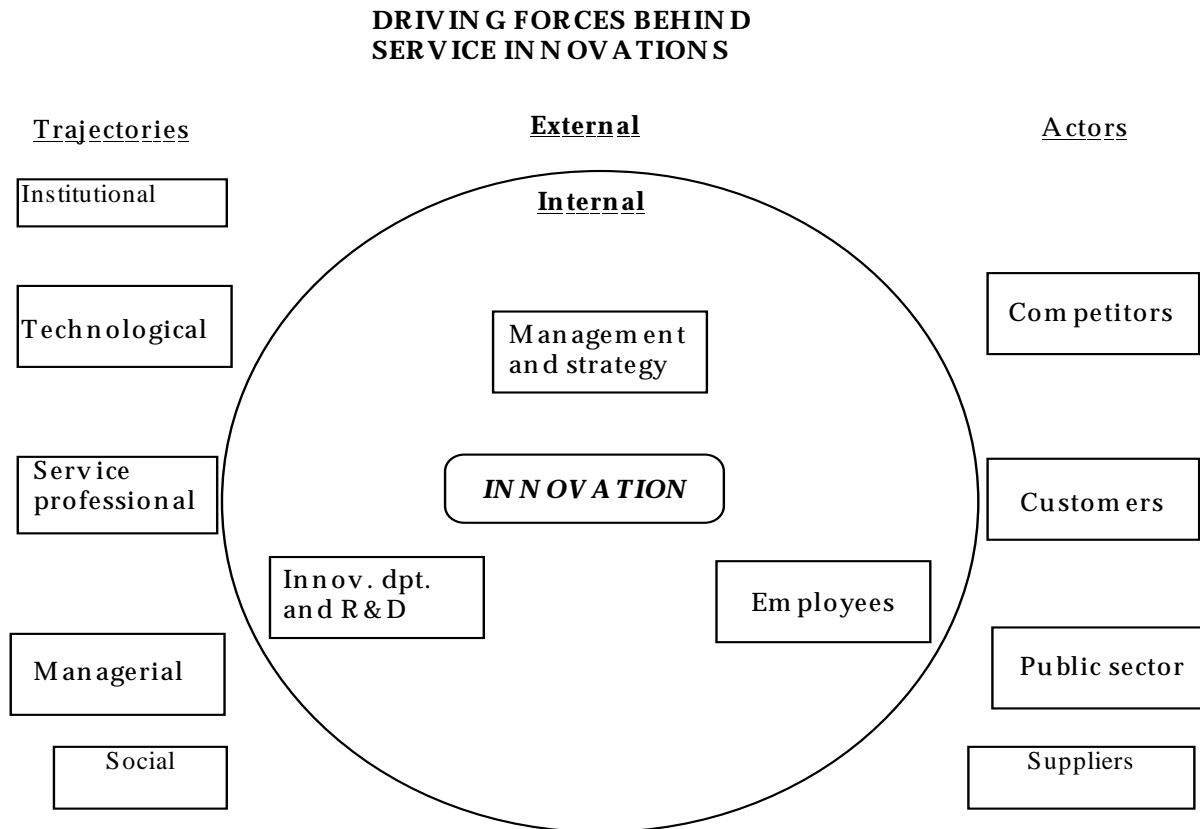 DRIVING FORCES BEHIND
SERVICE INNOVATIONS
Trajectories
External
Actors
Institutional
Internal
Technological
Management
and strategy
Competitors
Service
professional
INNOVATION
Customers
Innov. dpt.
and R&D
Employees
Managerial
Public sector
Social
Suppliers